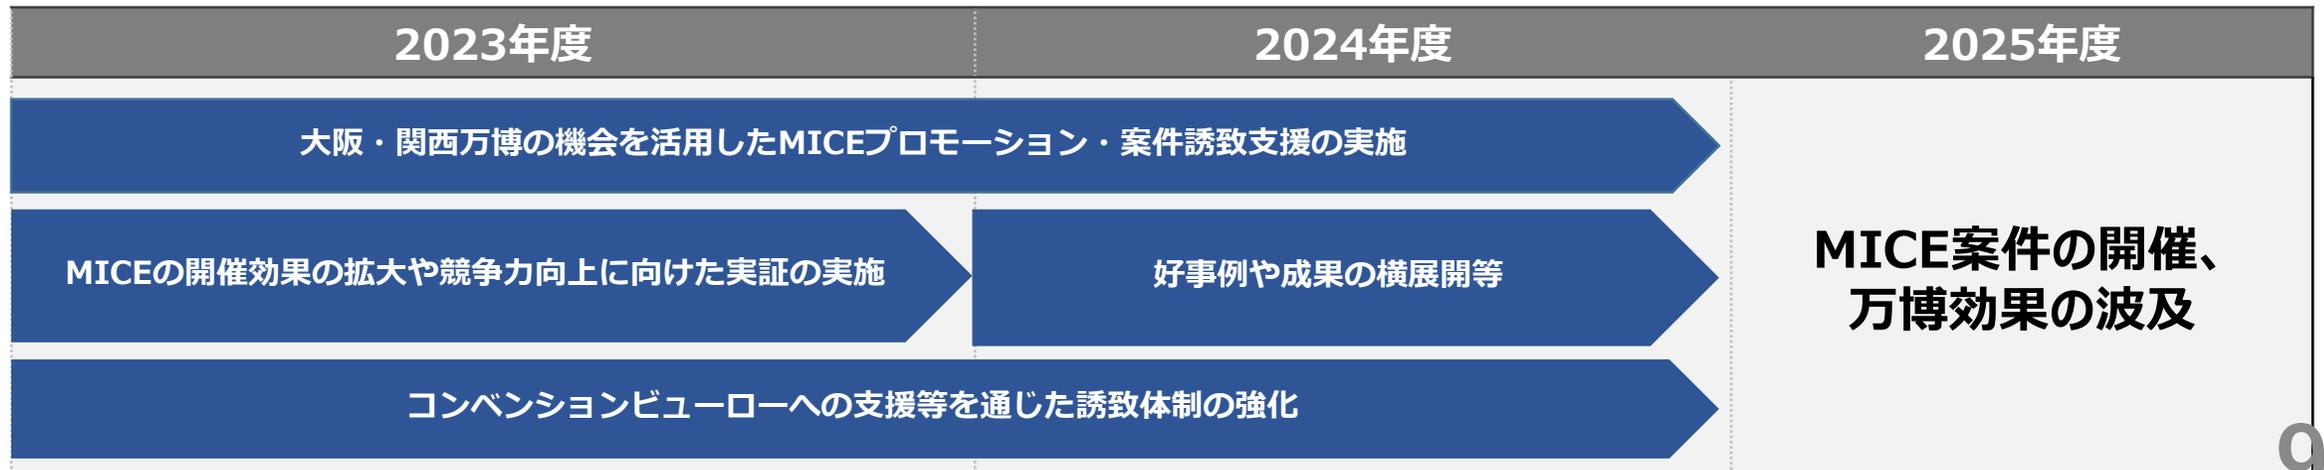 2023年度
2024年度
2025年度
大阪・関西万博の機会を活用したMICEプロモーション・案件誘致支援の実施
MICEの開催効果の拡大や競争力向上に向けた実証の実施
好事例や成果の横展開等
コンベンションビューローへの支援等を通じた誘致体制の強化
MICE案件の開催、
万博効果の波及